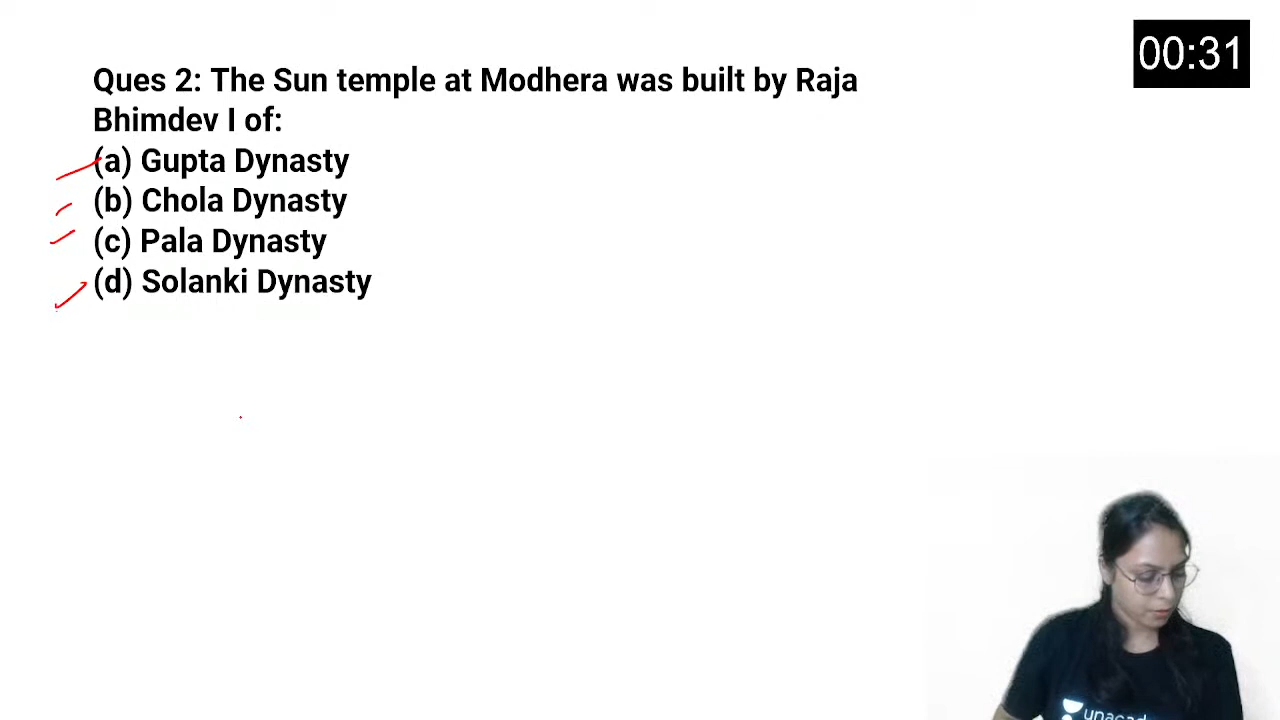 00:31
Ques 2: The Sun temple at Modhera was built by Raja
Bhimdev I of:
(a) Gupta Dynasty
(b) Chola Dynasty
(c) Pala Dynasty
(d) Solanki Dynasty